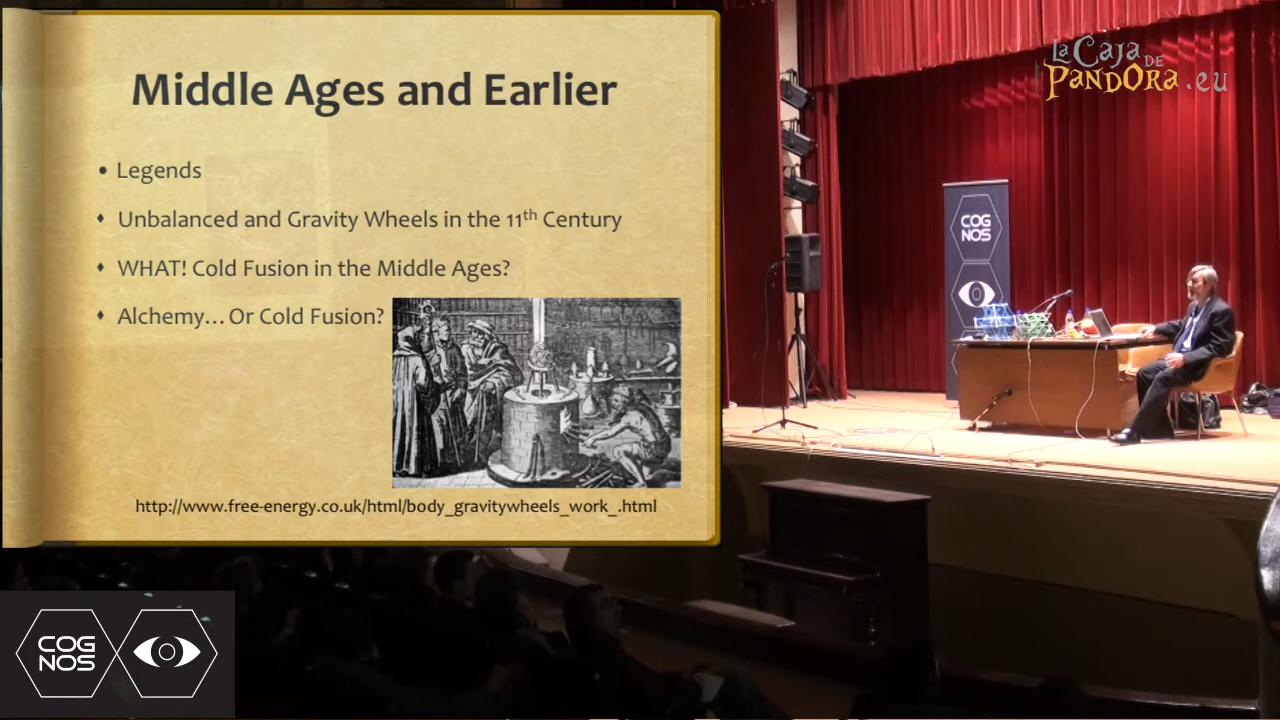 Middle Ages and Earlier
• Legends
⬧ Unbalanced and Gravity Wheels in the 11th Century
⬧ WHAT! Cold Fusion in the Middle Ages?
⬧ Alchemy... Or Cold Fusion?
http://www.free-energy.co.uk/html/body_gravitywheels_work_.html
La Caja
DE
PANDORA.eu
COG
NOS
COG
NOS